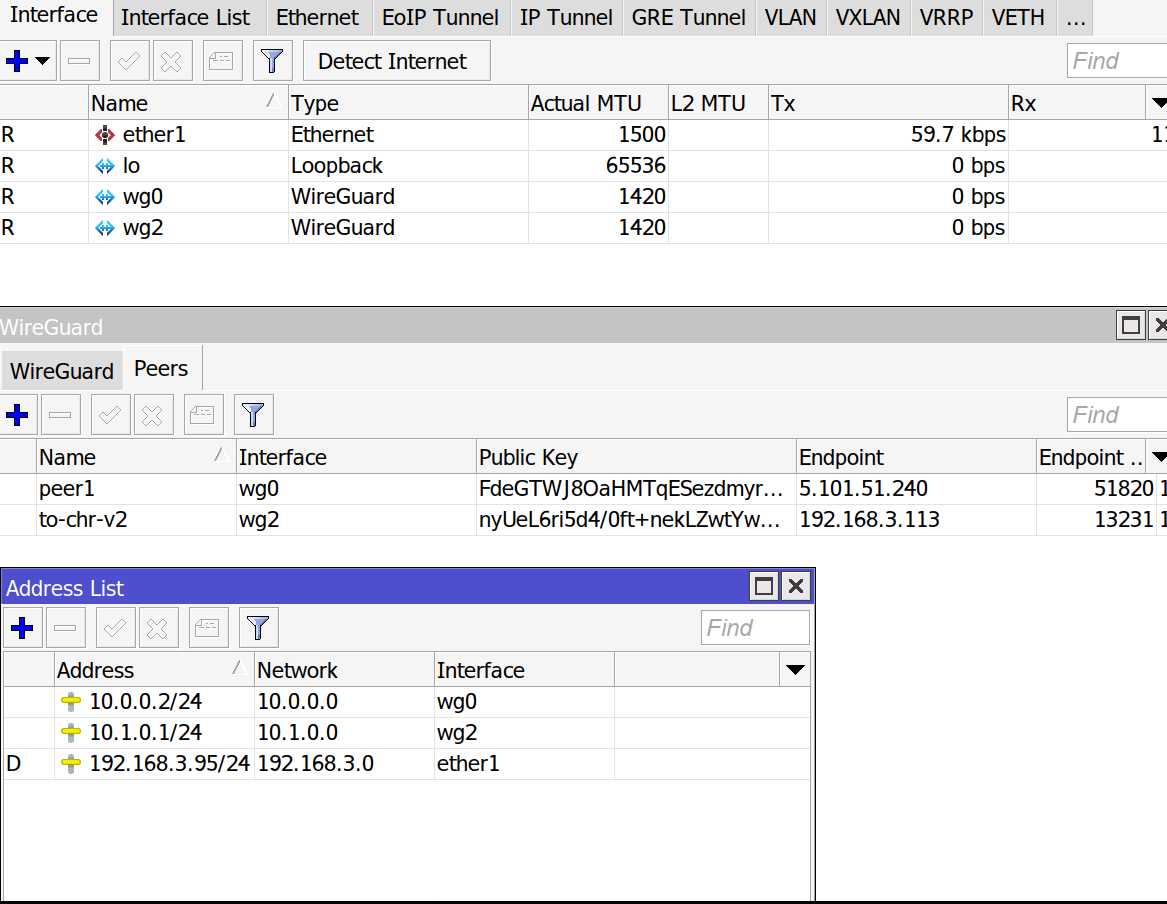 Interface Interface List Ethernet EoIP Tunnel IP Tunnel GRE Tunnel VLAN VXLAN VRRP VETH ...
Detect Internet Find
Name Type Actual MTU L2 MTU Tx Rx
R ether1 Ethernet 1500 59.7 kbps
R lo Loopback 65536 0 bps
R wg0 WireGuard 1420 0 bps
R wg2 WireGuard 1420 0 bps
WireGuard
WireGuard Peers
Find
Name Interface Public Key Endpoint Endpoint ..
peer1 wg0 FdeGTWJ8OaHMTqESezdmyr... 5.101.51.240 51820
to-chr-v2 wg2 nyUeL6ri5d4/0ft+nekLZwtYw... 192.168.3.113 13231
Address List
Find
Address Network Interface
10.0.0.2/24 10.0.0.0 wg0
10.1.0.1/24 10.1.0.0 wg2
D 192.168.3.95/24 192.168.3.0 ether1